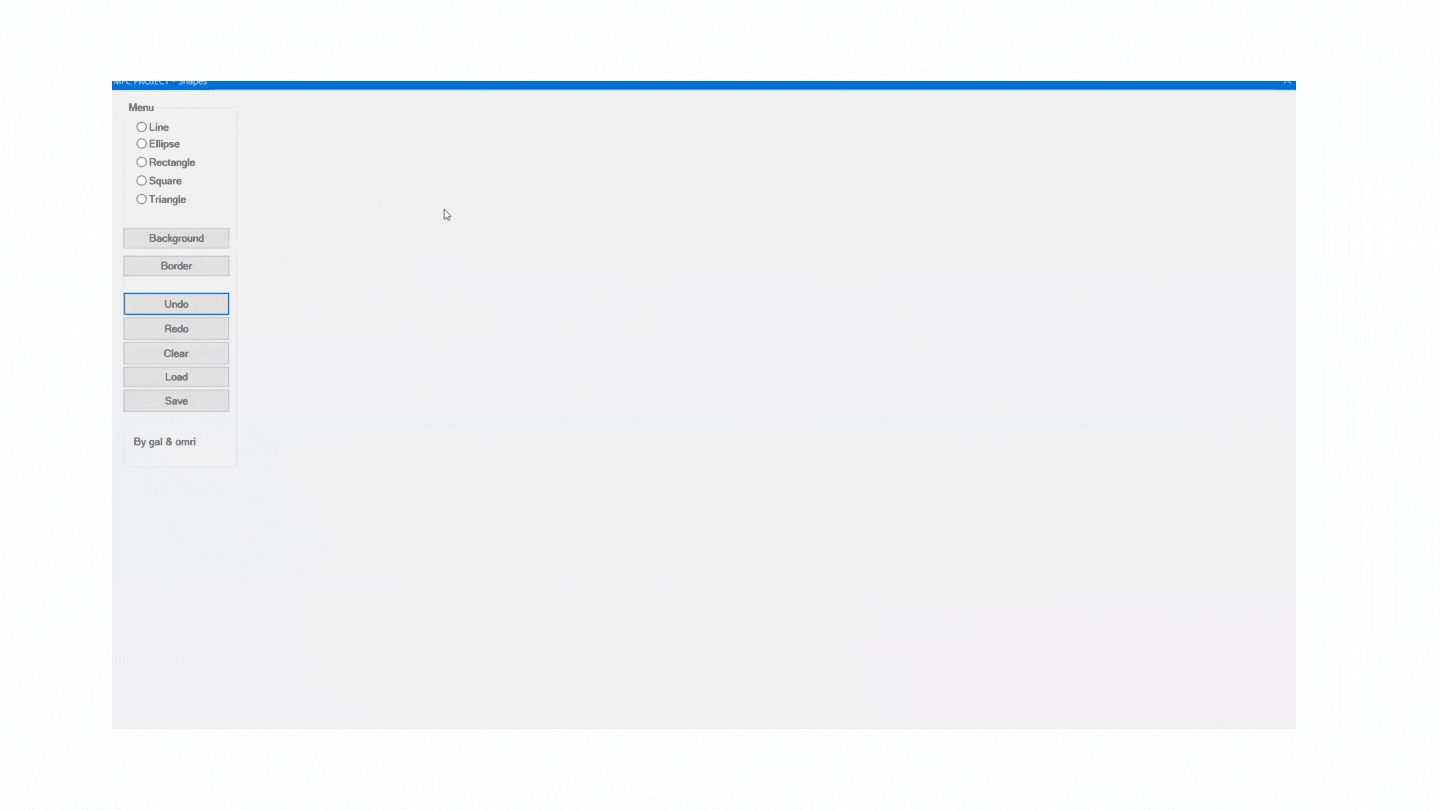 MFC PROJECT - Shapes
Menu
Line
Ellipse
Rectangle
Square
Triangle
Background
Border
Undo
Redo
Clear
Load
Save
By gal & omri